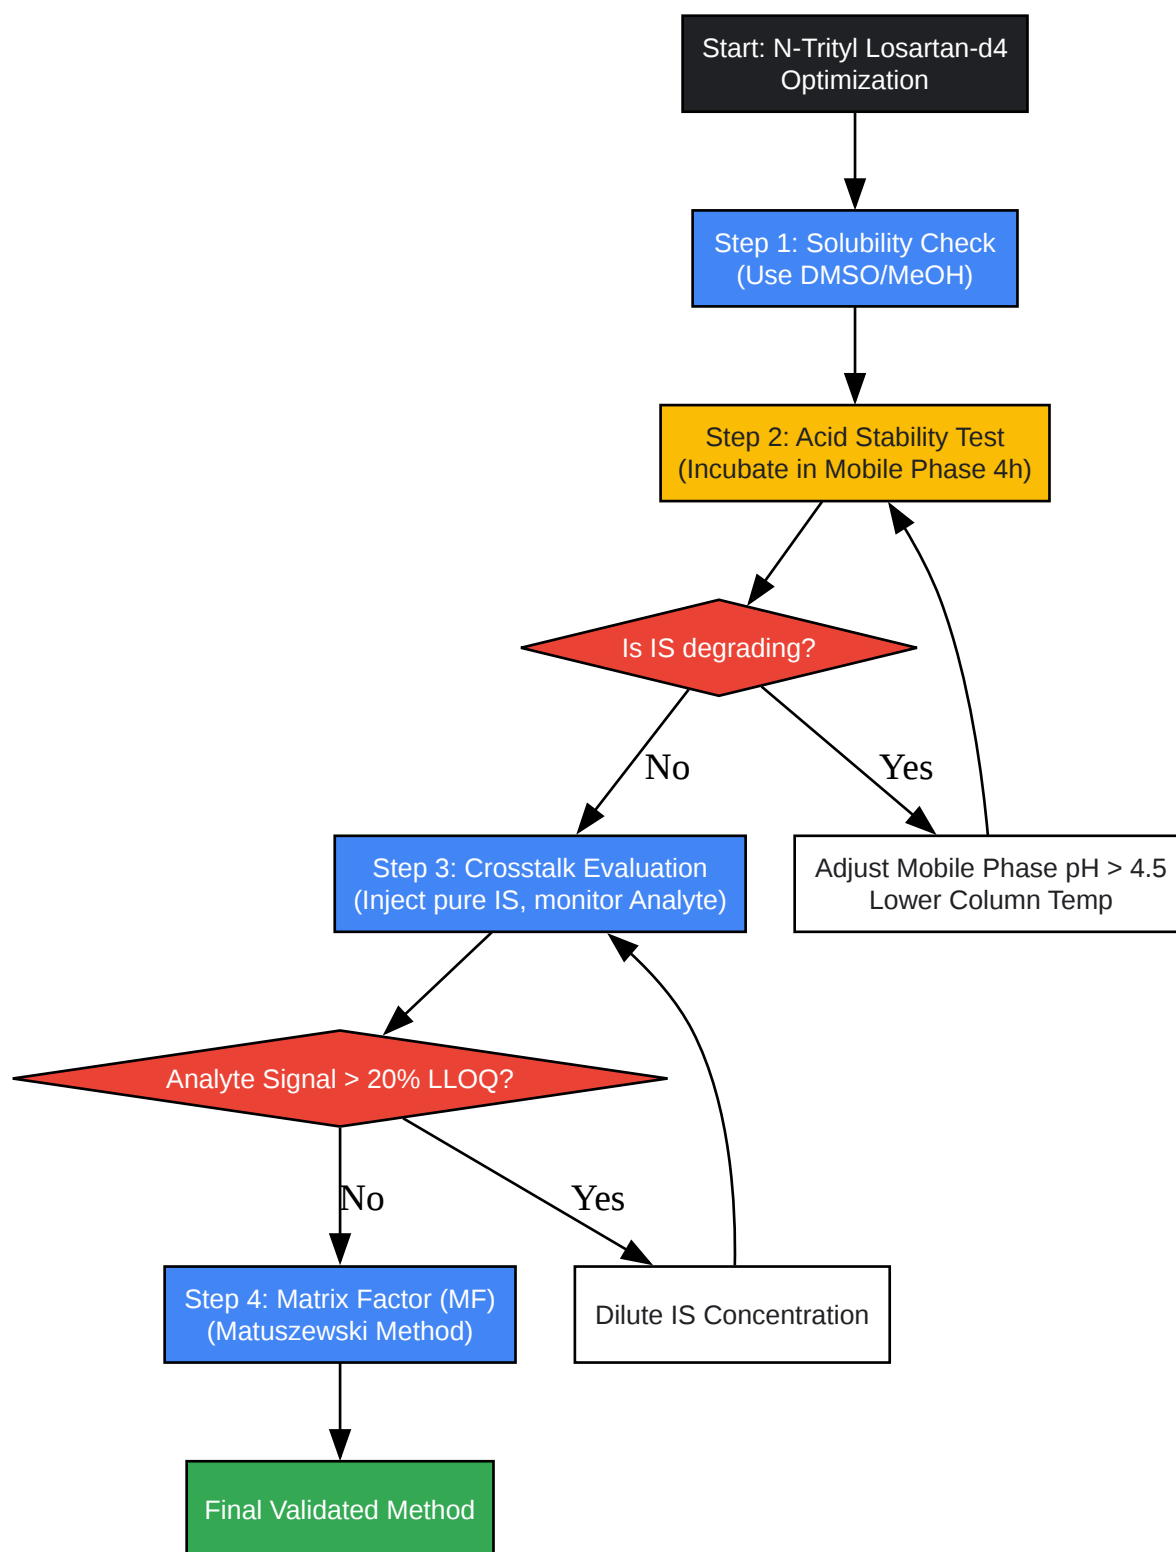 Start: N-Trityl Losartan-d4
Optimization
Step 1: Solubility Check
(Use DMSO/MeOH)
Step 2: Acid Stability Test
(Incubate in Mobile Phase 4h)
Is IS degrading?
No
Yes
Step 3: Crosstalk Evaluation
(Inject pure IS, monitor Analyte)
Adjust Mobile Phase pH > 4.5
Lower Column Temp
Analyte Signal > 20% LLOQ?
No
Yes
Step 4: Matrix Factor (MF)
(Matuszewski Method)
Dilute IS Concentration
Final Validated Method